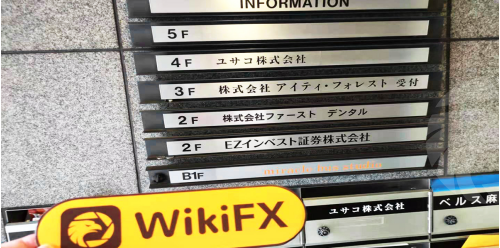 INFORMATION
5F
4F ユサコ株式会社
3F 株式会社 アイティ・フォレスト 受付
2F 株式会社ファースト デンタル
2F EZインベスト証券株式会社
B1F
WikiFX
ユサコ株式会社
ベルス麻